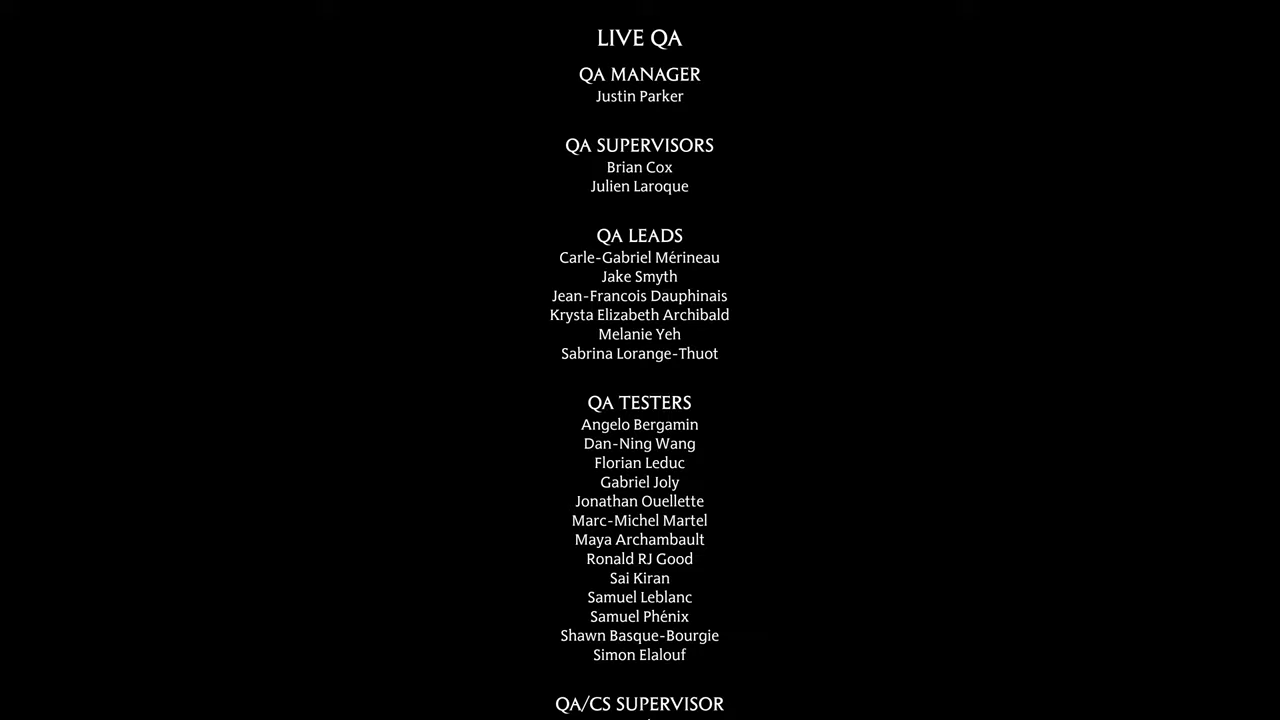 LIVE QA
QA MANAGER
Justin Parker
QA SUPERVISORS
Brian Cox
Julien Laroque
QA LEADS
Carle-Gabriel Mérineau
Jake Smyth
Jean-Francois Dauphinais
Krysta Elizabeth Archibald
Melanie Yeh
Sabrina Lorange-Thuot
QA TESTERS
Angelo Bergamin
Dan-Ning Wang
Florian Leduc
Gabriel Joly
Jonathan Ouellette
Marc-Michel Martel
Maya Archambault
Ronald RJ Good
Sai Kiran
Samuel Leblanc
Samuel Phénix
Shawn Basque-Bourgie
Simon Elalouf
QA/CS SUPERVISOR